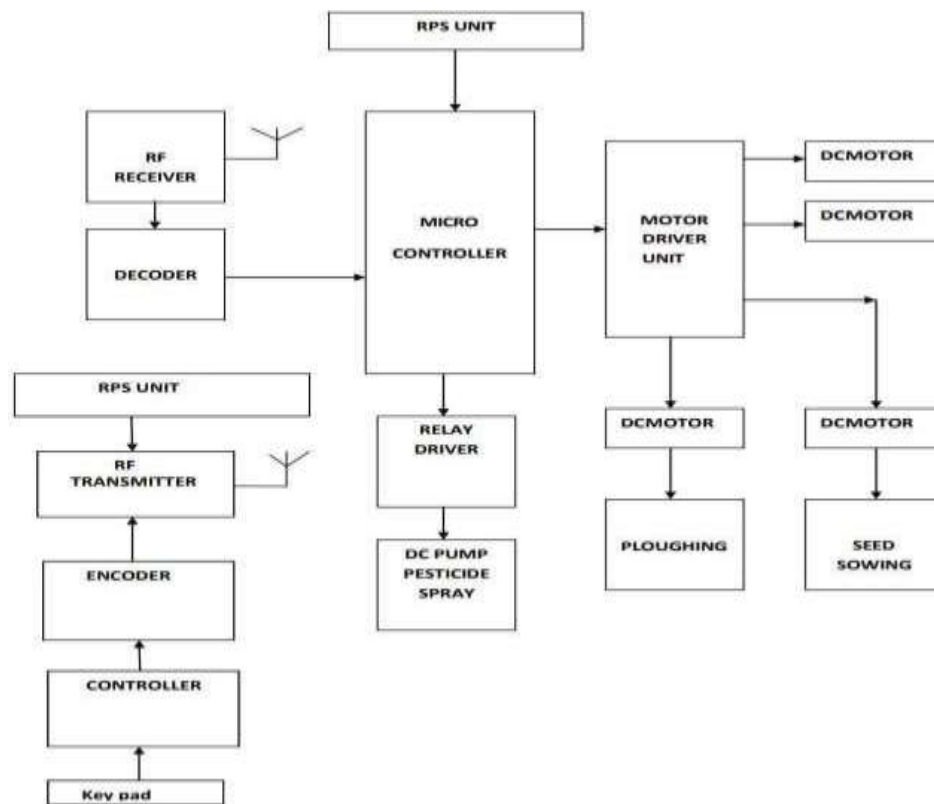 RPS UNIT
RF
RECEIVER
DECODER
MICRO
CONTROLLER
MOTOR
DRIVER
UNIT
DCMOTOR
DCMOTOR
RPS UNIT
RF
TRANSMITTER
ENCODER
CONTROLLER
Key pad
RELAY
DRIVER
DC PUMP
PESTICIDE
SPRAY
DCMOTOR
PLOUGHING
DCMOTOR
SEED
SOWING